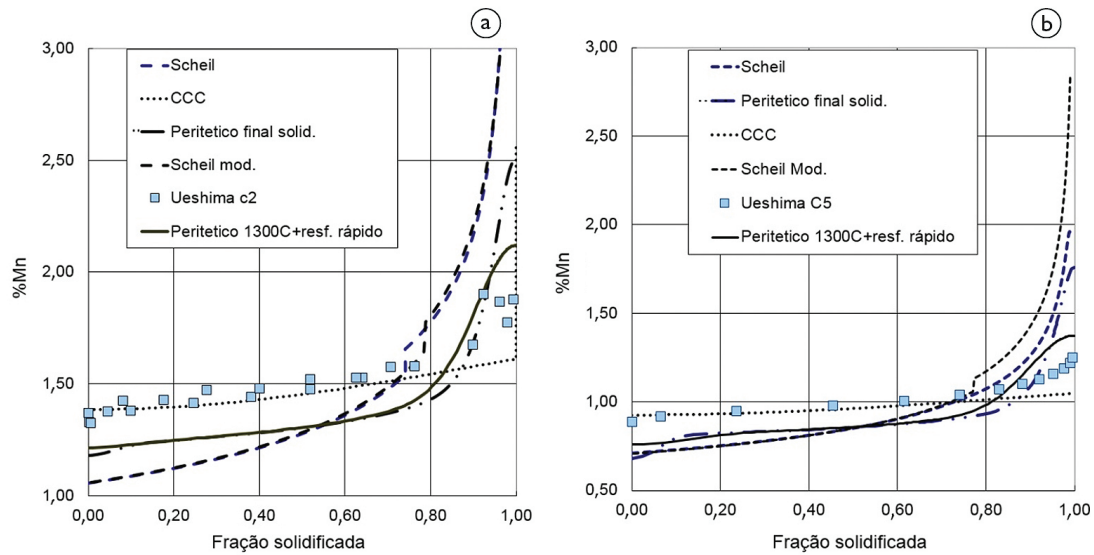 a
3,00
2,50
2,00
1,50
1,00
%Mn
Scheil
CCC
Peritetico final solid.
Scheil mod.
Ueshima c2
Peritetico 1300C+resf. rápido
0,00 0,20 0,40 0,60 0,80 1,00
Fração solidificada
b
3,00
2,50
2,00
1,50
1,00
0,50
%Mn
Scheil
Peritetico final solid.
CCC
Scheil Mod.
Ueshima C5
Peritetico 1300C+resf. rápido
0,00 0,20 0,40 0,60 0,80 1,00
Fração solidificada